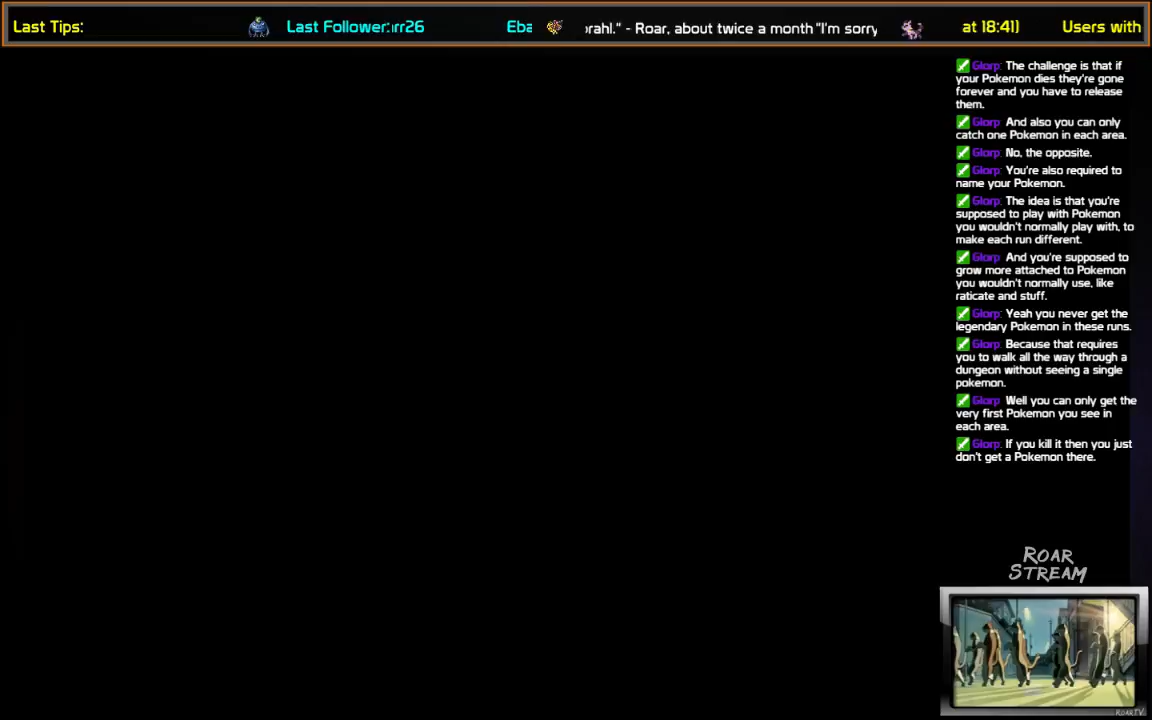 Last Tips: Last Follower:rr26 Eba rahl." - Roar, about twice a month "I'm sorry at 18:41) Users with
Glorp: The challenge is that if
your Pokemon dies they're gone
forever and you have to release
them.
Glorp: And also you can only
catch one Pokemon in each area.
Glorp: No, the opposite.
Glorp: You're also required to
name your Pokemon.
Glorp: The idea is that you're
supposed to play with Pokemon
you wouldn't normally play with, to
make each run different.
Glorp: And you're supposed to
grow more attached to Pokemon
you wouldn't normally use, like
raticate and stuff.
Glorp: Yeah you never get the
legendary Pokemon in these runs.
Glorp: Because that requires
you to walk all the way through a
dungeon without seeing a single
pokemon.
Glorp: Well you can only get the
very first Pokemon you see in
each area.
Glorp: If you kill it then you just
don't get a Pokemon there.
ROAR
STREAM
ROARTV